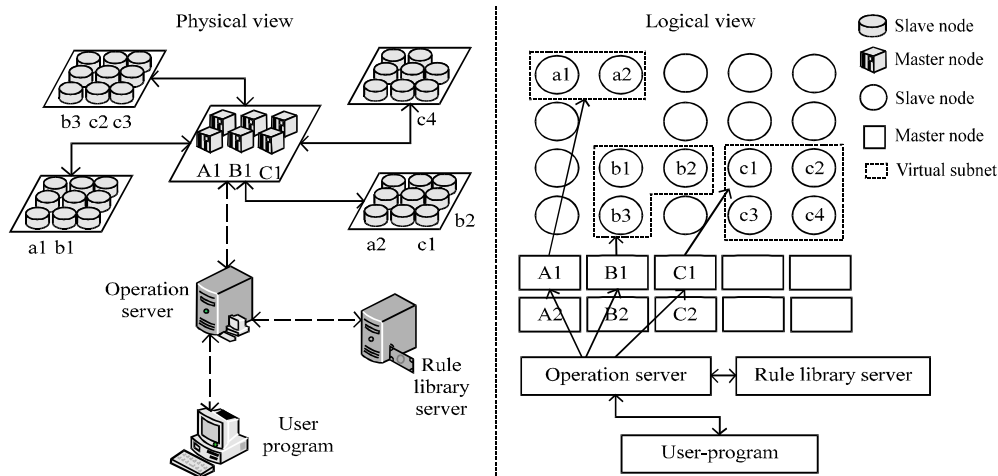 Physical view
b3 c2 c3
c4
A1 B1 C1
a1 b1
a2 c1
b2
Operation
server
Rule
library
server
User
program
Logical view
a1 a2
b1 b2 c1 c2
b3 c3 c4
A1 B1 C1
A2 B2 C2
Operation server
Rule library server
User-program
Slave node
Master node
Slave node
Master node
Virtual subnet